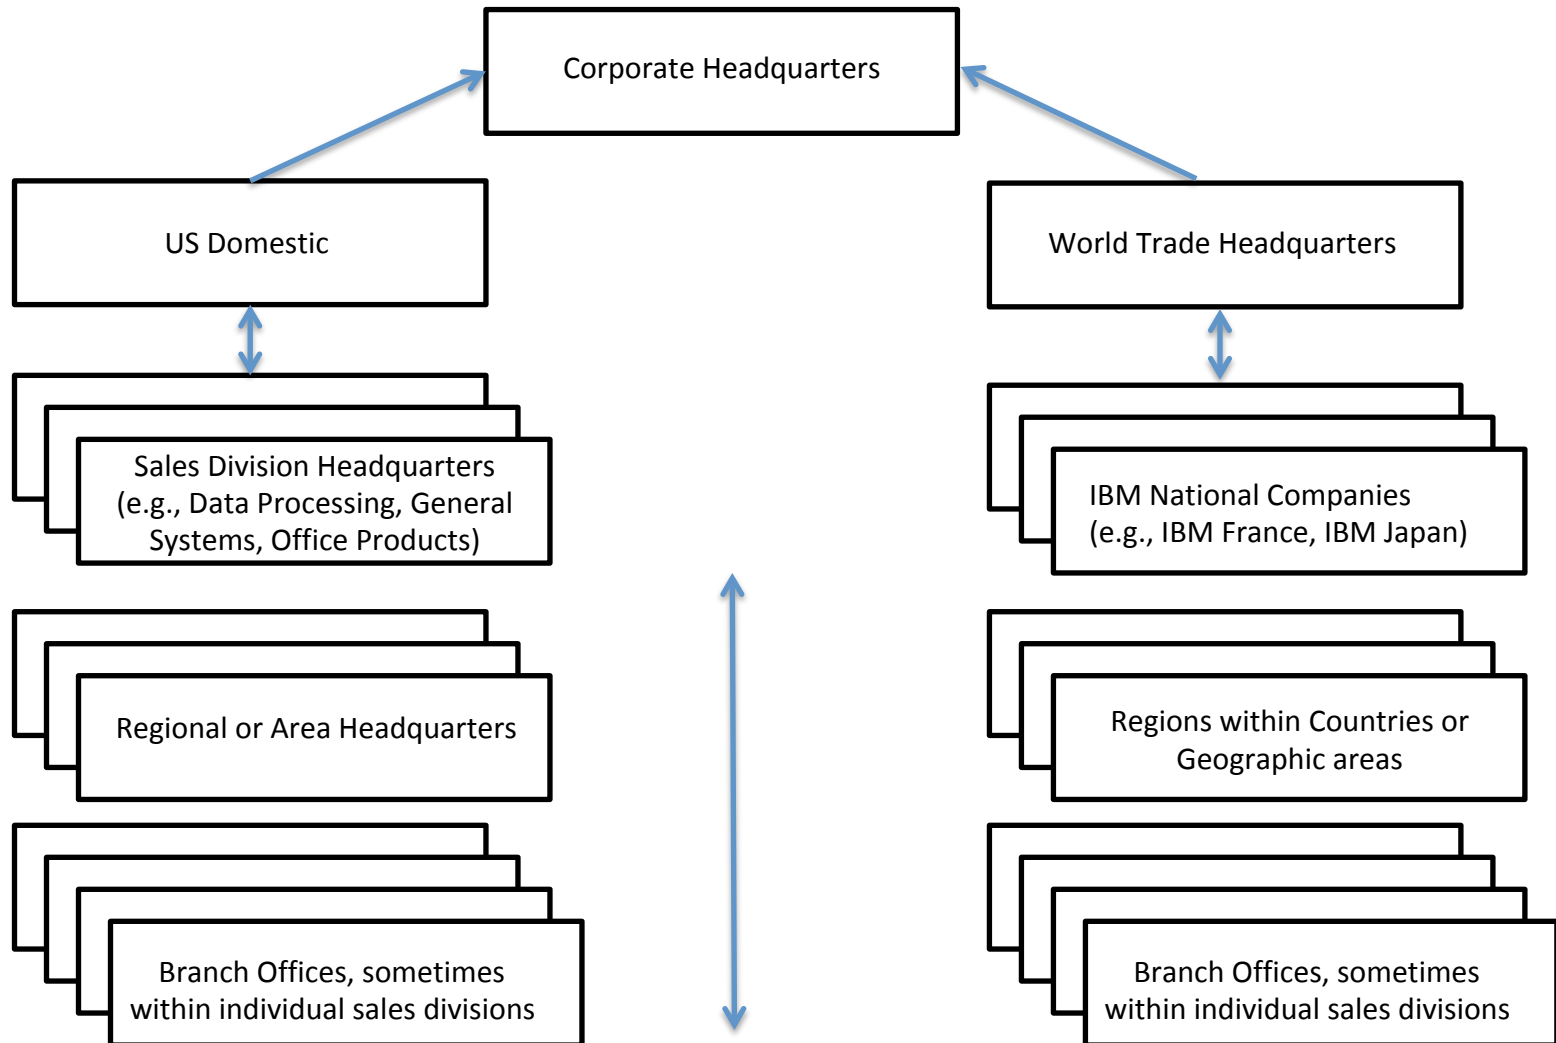 Corporate Headquarters
US Domestic
World Trade Headquarters
Sales Division Headquarters
(e.g., Data Processing, General
Systems, Office Products)
IBM National Companies
(e.g., IBM France, IBM Japan)
Regional or Area Headquarters
Regions within Countries or
Geographic areas
Branch Offices, sometimes
within individual sales divisions
Branch Offices, sometimes
within individual sales divisions